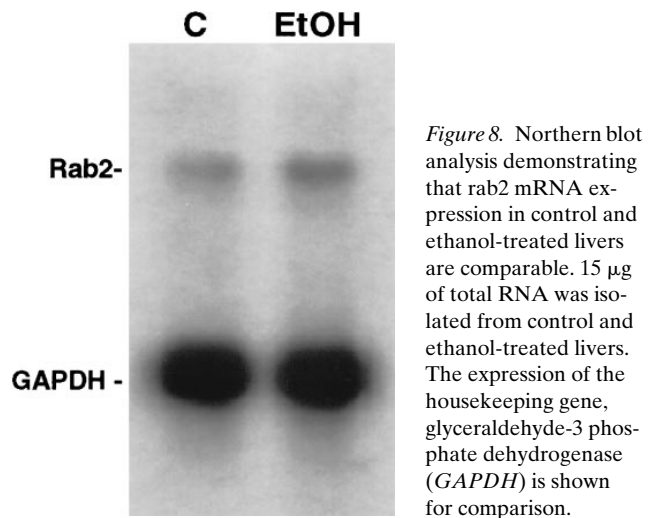 C EtOH
Rab2-
GAPDH -
Figure 8. Northern blot
analysis demonstrating
that rab2 mRNA ex-
pression in control and
ethanol-treated livers
are comparable. 15 μg
of total RNA was iso-
lated from control and
ethanol-treated livers.
The expression of the
housekeeping gene,
glyceraldehyde-3 phos-
phate dehydrogenase
(GAPDH) is shown
for comparison.